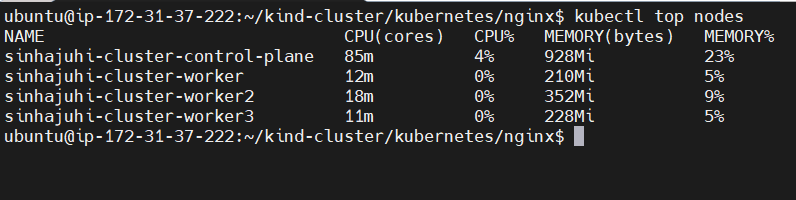 ubuntu@ip-172-31-37-222:~/kind-cluster/kubernetes/nginx$ kubectl top nodes
NAME CPU(cores) CPU% MEMORY(bytes) MEMORY%
sinhajuhi-cluster-control-plane 85m 4% 928Mi 23%
sinhajuhi-cluster-worker 12m 0% 210Mi 5%
sinhajuhi-cluster-worker2 18m 0% 352Mi 9%
sinhajuhi-cluster-worker3 11m 0% 228Mi 5%
ubuntu@ip-172-31-37-222:~/kind-cluster/kubernetes/nginx$